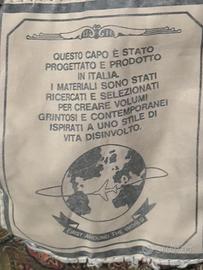 QUESTO CAPO È STATO
PROGETTATO E PRODOTTO
IN ITALIA.
I MATERIALI SONO STATI
RICERCATI E SELEZIONATI
PER CREARE VOLUMI
GRINTOSI E CONTEMPORANEI
ISPIRATI A UNO STILE DI
VITA DISINVOLTO.
EASY AROUND THE WORLD